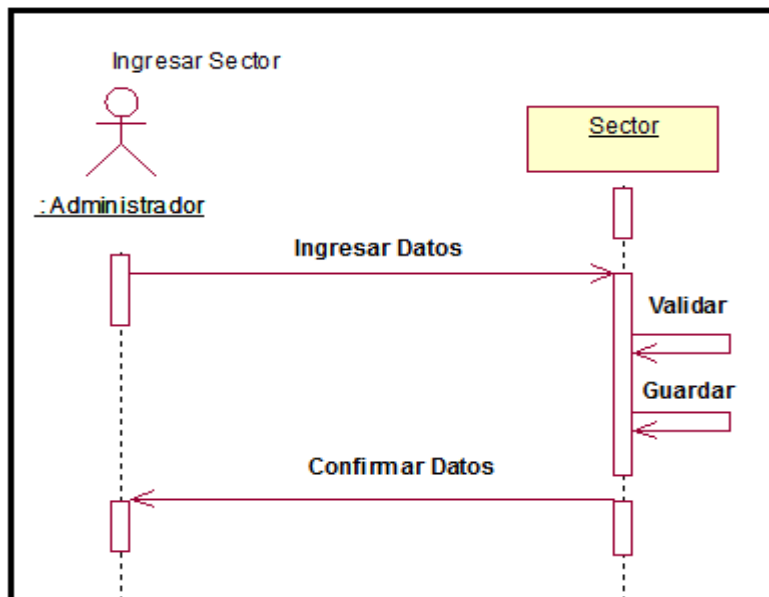 Ingresar Sector
Sector
: Administrador
Ingresar Datos
Validar
Guardar
Confirmar Datos